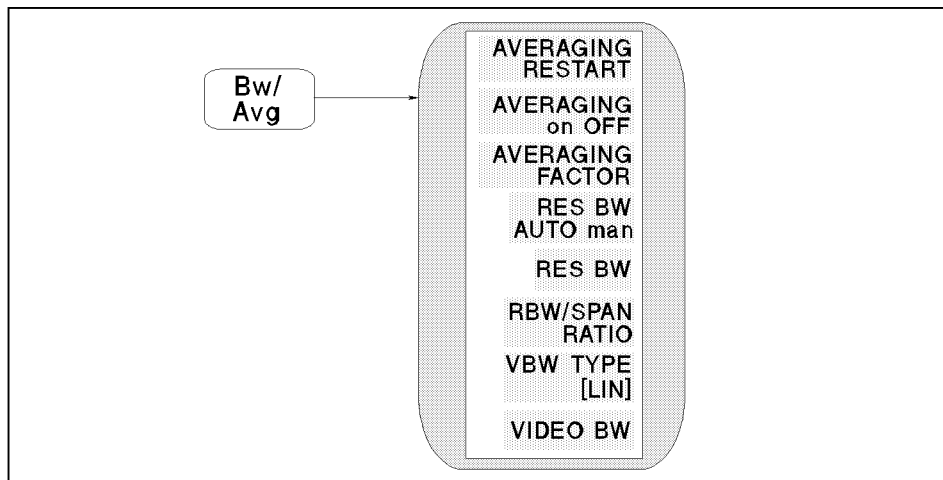 Bw/
Avg
AVERAGING
RESTART
AVERAGING
on OFF
AVERAGING
FACTOR
RES BW
AUTO man
RES BW
RBW/SPAN
RATIO
VBW TYPE
[LIN]
VIDEO BW